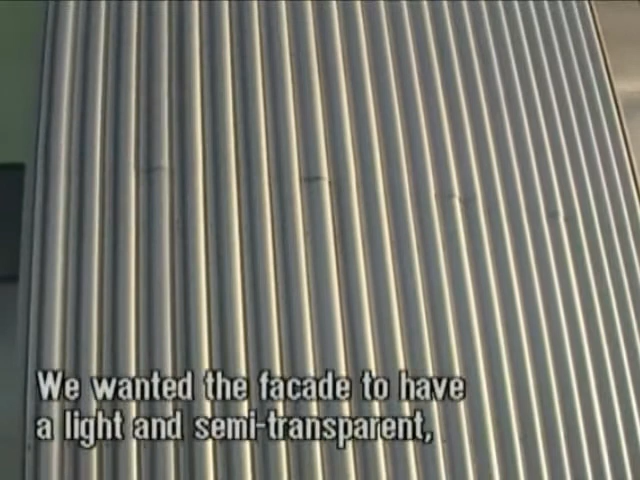 We wanted the facade to have
a light and semi-transparent,